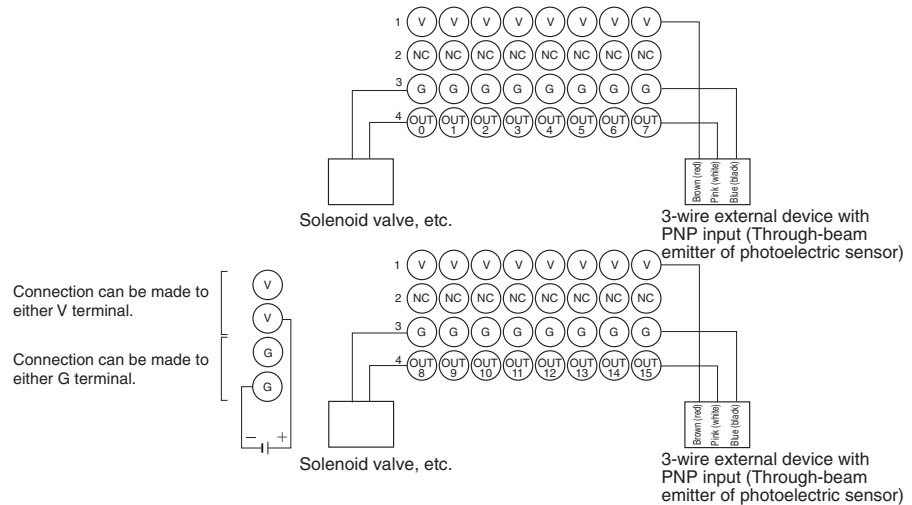 1 V V V V V V V V
2 NC NC NC NC NC NC NC NC
3 G G G G G G G G
4 OUT 0 OUT 1 OUT 2 OUT 3 OUT 4 OUT 5 OUT 6 OUT 7
Brown (red)
Pink (white)
Blue (black)
Solenoid valve, etc.
3-wire external device with
PNP input (Through-beam
emitter of photoelectric sensor)
Connection can be made to
either V terminal.
V
V
Connection can be made to
either G terminal.
G
G
− +
1 V V V V V V V V
2 NC NC NC NC NC NC NC NC
3 G G G G G G G G
4 OUT 8 OUT 9 OUT 10 OUT 11 OUT 12 OUT 13 OUT 14 OUT 15
Brown (red)
Pink (white)
Blue (black)
Solenoid valve, etc.
3-wire external device with
PNP input (Through-beam
emitter of photoelectric sensor)